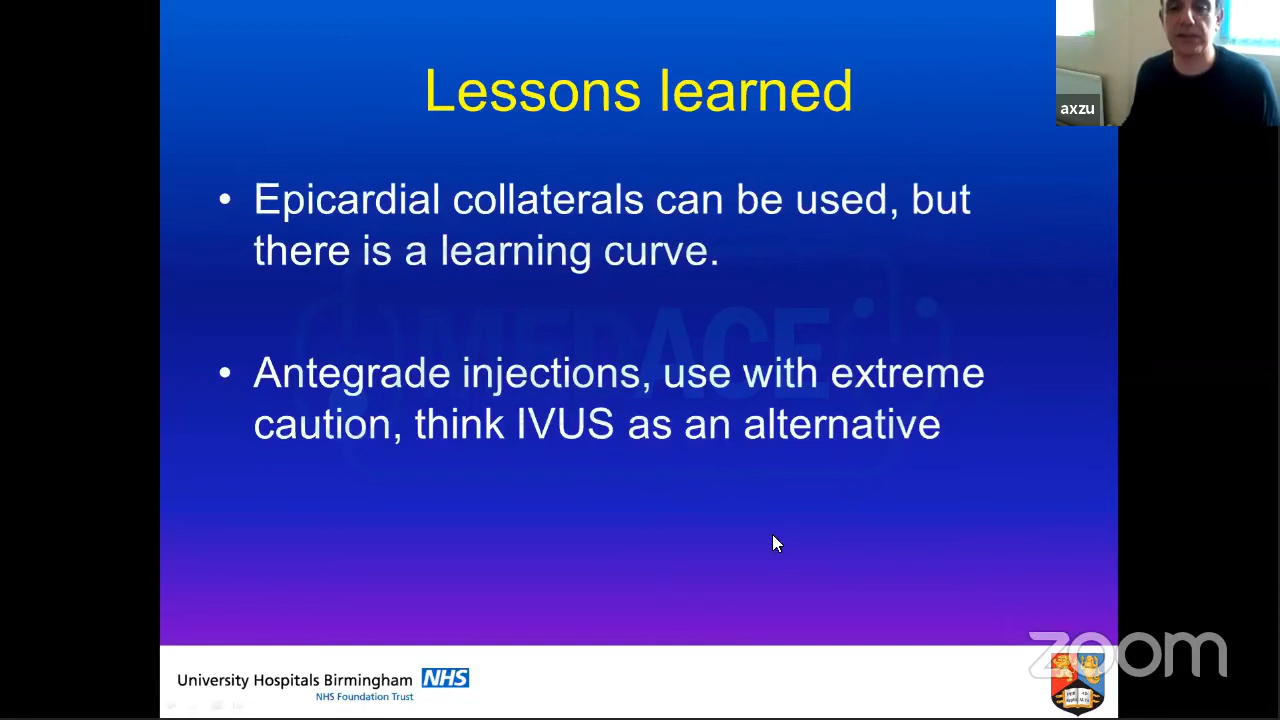 Lessons learned
axzu
• Epicardial collaterals can be used, but
there is a learning curve.
MEDACE
• Antegrade injections, use with extreme
caution, think IVUS as an alternative
zoom
University Hospitals Birmingham NHS
NHS Foundation Trust